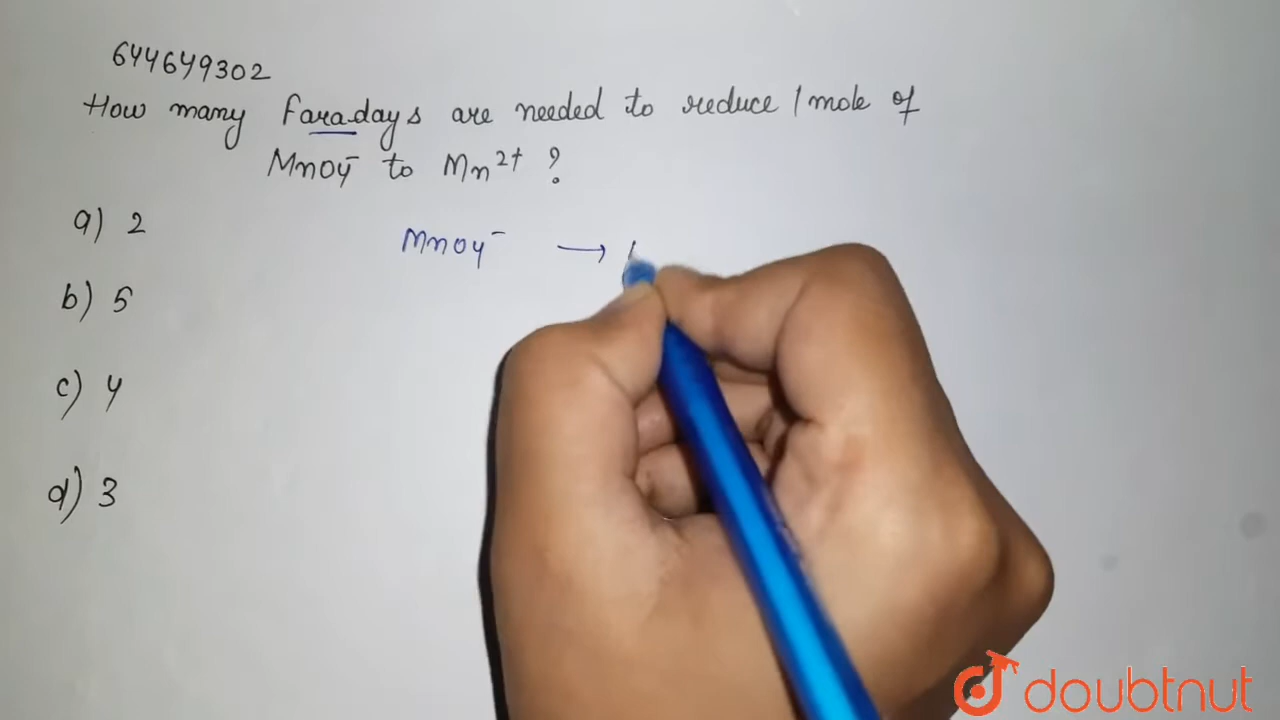 644649302
How many Faradays are needed to reduce 1 mole of
MnO4- to Mn2+ ?
a) 2
b) 5
c) 4
d) 3
MnO4- →
doubtnut